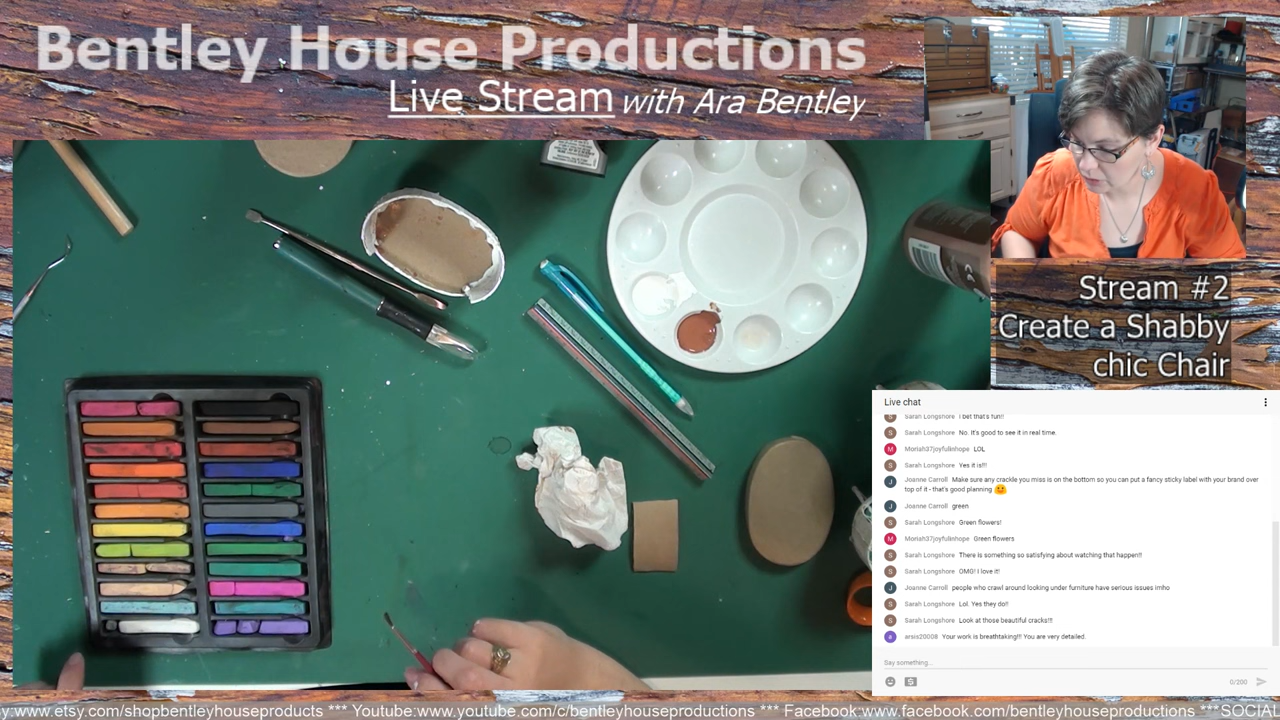 Bentley House Productions
Live Stream with Ara Bentley
Stream #2
Create a Shabby
chic Chair
Live chat
Sarah Longshore I bet that's fun!!
Sarah Longshore No. It's good to see it in real time.
Moriah37joyfulinhope LOL
Sarah Longshore Yes it is!!!
Joanne Carroll Make sure any crackle you miss is on the bottom so you can put a fancy sticky label with your brand over
top of it - that's good planning
Joanne Carroll green
Sarah Longshore Green flowers!
Moriah37joyfulinhope Green flowers
Sarah Longshore There is something so satisfying about watching that happen!!
Sarah Longshore OMG! I love it!
Joanne Carroll people who crawl around looking under furniture have serious issues imho
Sarah Longshore Lol. Yes they do!!
Sarah Longshore Look at those beautiful cracks!!!
arsis20008 Your work is breathtaking!!! You are very detailed.
Say something...
0/200
y:www.etsy.com/shopbentleyhouseproducts *** Youtube:www.youtube.com/c/bentleyhouseproductions *** Facebook:www.facebook.com/bentleyhouseproductions ***SOCIAL